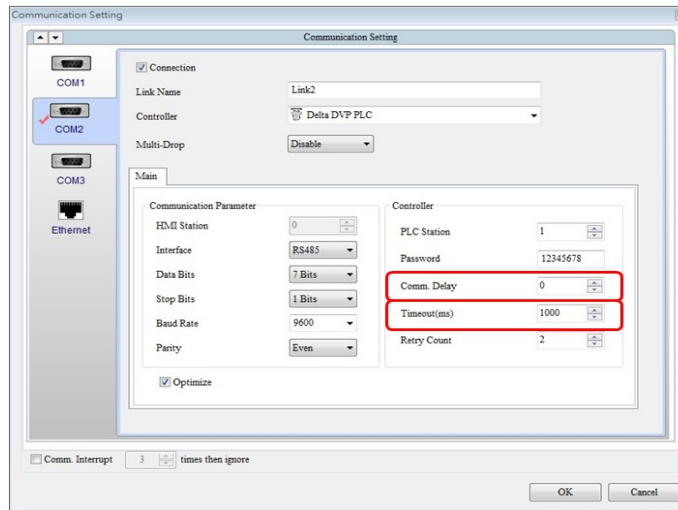 Communication Setting
Communication Setting
COM1
COM2
COM3
Ethernet
Connection
Link Name Link2
Controller Delta DVP PLC
Multi-Drop Disable
Main
Communication Parameter
HMI Station 0
Interface RS485
Data Bits 7 Bits
Stop Bits 1 Bits
Baud Rate 9600
Parity Even
Optimize
Controller
PLC Station 1
Password 12345678
Comm. Delay 0
Timeout(ms) 1000
Retry Count 2
Comm. Interrupt 3 times then ignore
OK Cancel